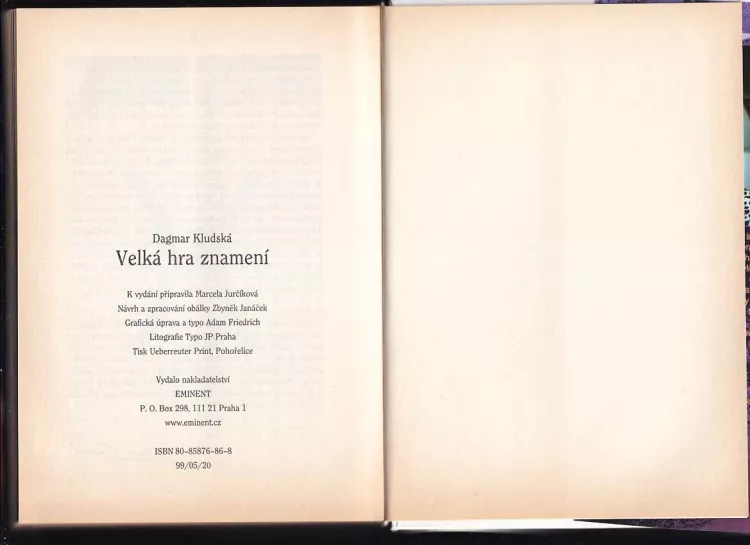 Dagmar Kludská
Velká hra znamení
K vydání připravila Marcela Jurčíková
Návrh a zpracování obálky Zbyněk Janáček
Grafická úprava a typo Adam Friedrich
Litografie Typo JP Praha
Tisk Ueberreuter Print, Pohořelice
Vydalo nakladatelství
EMINENT
P. O. Box 298, 111 21 Praha 1
www.eminent.cz
ISBN 80-85876-86-8
99/05/20